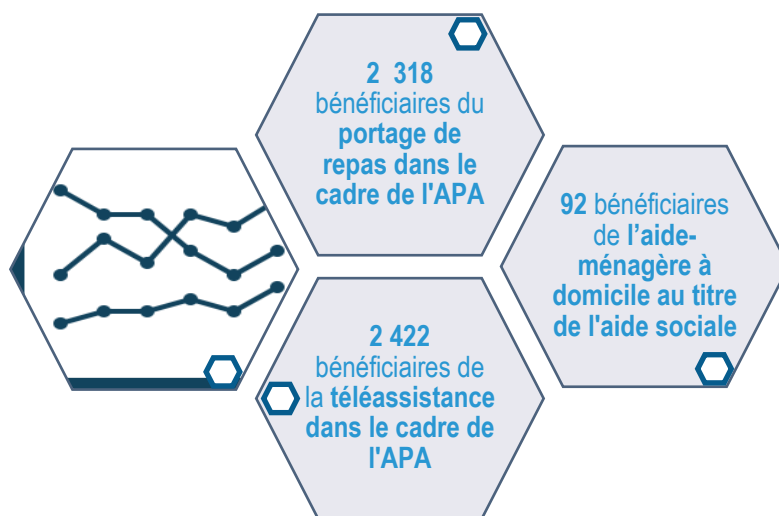 2 318
bénéficiaires du
portage de
repas dans le
cadre de l'APA
92 bénéficiaires
de l’aide-
ménagère à
domicile au titre
de l'aide sociale
2 422
bénéficiaires de
la téléassistance
dans le cadre de
l'APA